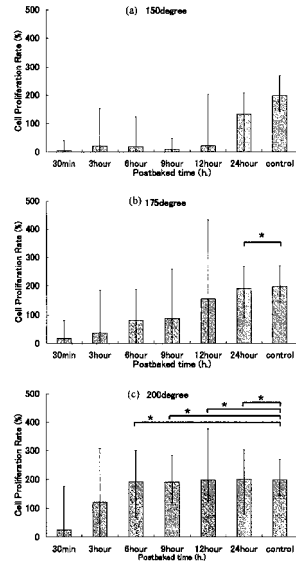 (a) 150degree
Cell Proliferation Rate (%)
500
400
300
200
100
0
30min 3hour 6hour 9hour 12hour 24hour control
Postbaked time (h.)
(b) 175degree
Cell Proliferation Rate (%)
500
400
300
200
100
0
*
30min 3hour 6hour 9hour 12hour 24hour control
Postbaked time (h.)
(c) 200degree
Cell Proliferation Rate (%)
500
400
300
200
100
0
*
*
*
*
*
30min 3hour 6hour 9hour 12hour 24hour control
Postbaked time (h.)